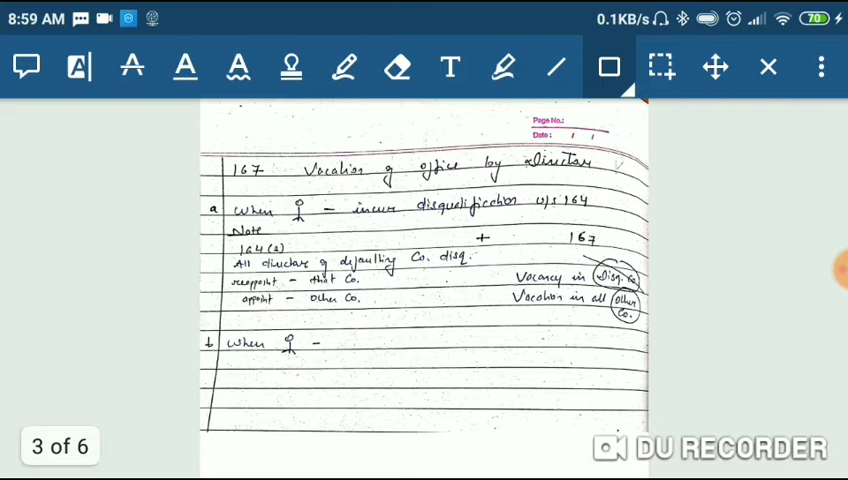 8:59 AM
0.1KB/s
70
A
A
A
A
T
Page No.:
Date:
167 Vacation of office by Director
a When - incur disqualification u/s 164
Note
164(2) + 167
All director of defaulting Co. disq.
reappoint - that Co. Vacancy in Disq. Co.
appoint - other Co. Vacation in all Other Co.
b When -
3 of 6
DU RECORDER